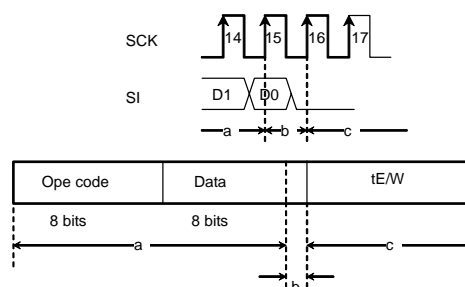 SCK 14 15 16 17
SI D1 D0
a b c
Ope code Data tE/W
8 bits 8 bits
a c
b